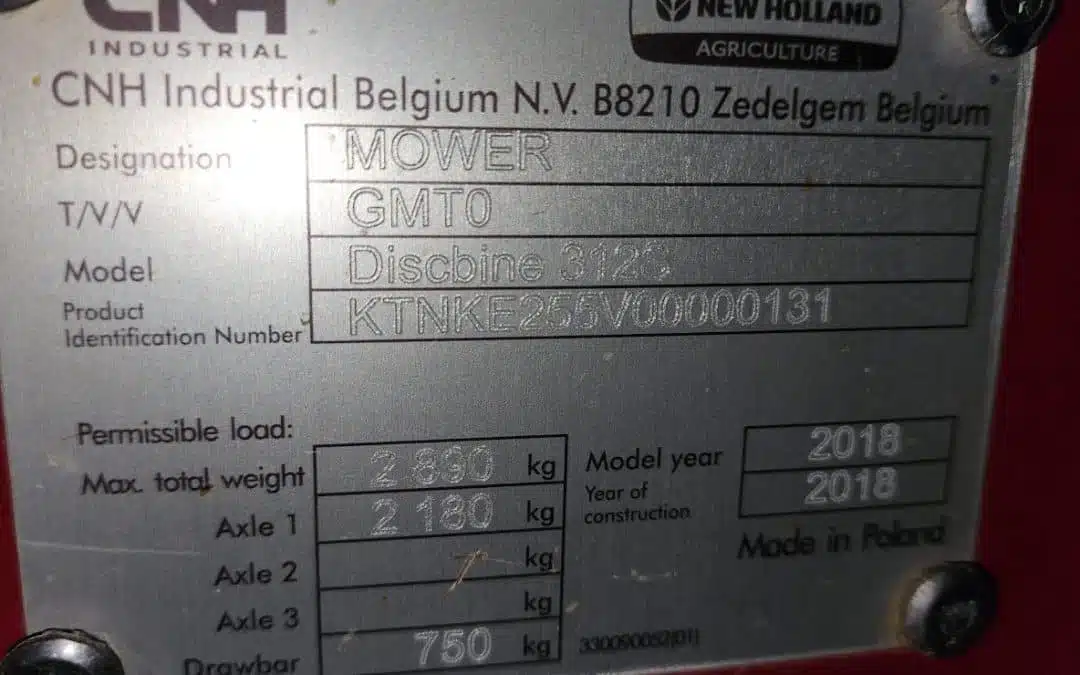 CNH
INDUSTRIAL
NEW HOLLAND
AGRICULTURE
CNH Industrial Belgium N.V. B8210 Zedelgem Belgium
Designation MOWER
T/V/V GMT0
Model Discbine
Product
Identification Number KTNKE255V00000131
Permissible load:
Max. total weight 2 890 kg
Axle 1 2 180 kg
Axle 2 kg
Axle 3 kg
Drawbar 750 kg
Model year 2018
Year of
construction 2018
Made in Poland